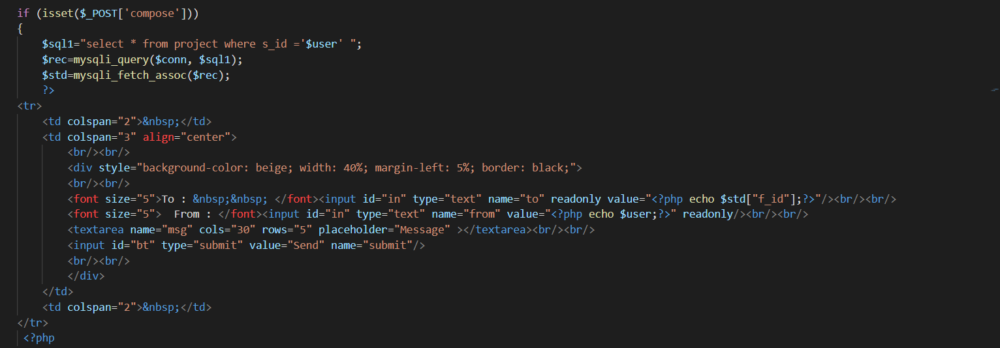 if (isset($_POST['compose']))
{
$sql1="select * from project where s_id ='$user' ";
$rec=mysqli_query($conn, $sql1);
$std=mysqli_fetch_assoc($rec);
?>
<tr>
<td colspan="2">&nbsp;</td>
<td colspan="3" align="center">
<br/><br/>
<div style="background-color: beige; width: 40%; margin-left: 5%; border: black;">
<br/><br/>
<font size="5">To : &nbsp;&nbsp; </font><input id="in" type="text" name="to" readonly value="<?php echo $std["f_id"];?>"/><br/><br/>
<font size="5">  From : </font><input id="in" type="text" name="from" value="<?php echo $user;?>" readonly/><br/><br/>
<textarea name="msg" cols="30" rows="5" placeholder="Message" ></textarea><br/><br/>
<input id="bt" type="submit" value="Send" name="submit"/>
<br/><br/>
</div>
</td>
<td colspan="2">&nbsp;</td>
</tr>
<?php